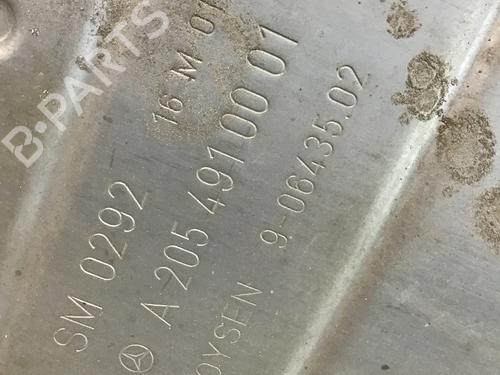 B-PARTS
SM 0292
16 M 01
A 205 491 00 01
OYSEN 9-06435.02